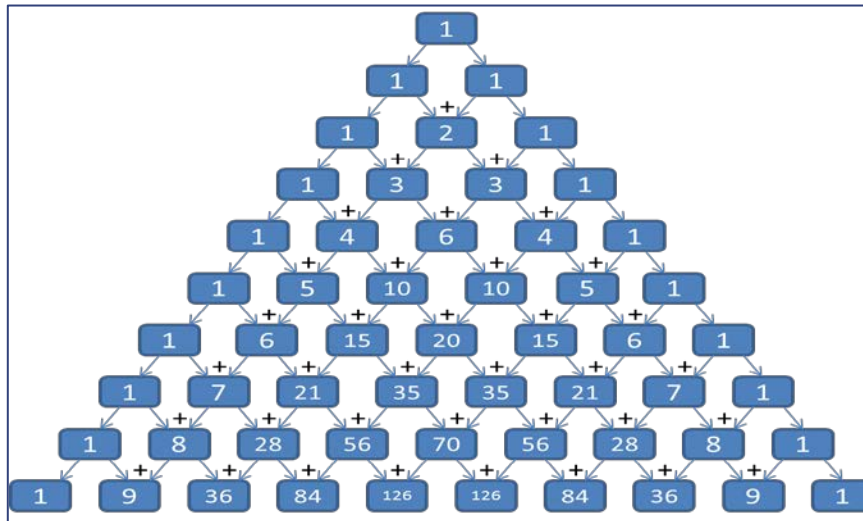 1
1 1
+
1 2 1
+ +
1 3 3 1
+ + +
1 4 6 4 1
+ + + +
1 5 10 10 5 1
+ + + + +
1 6 15 20 15 6 1
+ + + + + +
1 7 21 35 35 21 7 1
+ + + + + + +
1 8 28 56 70 56 28 8 1
+ + + + + + + +
1 9 36 84 126 126 84 36 9 1